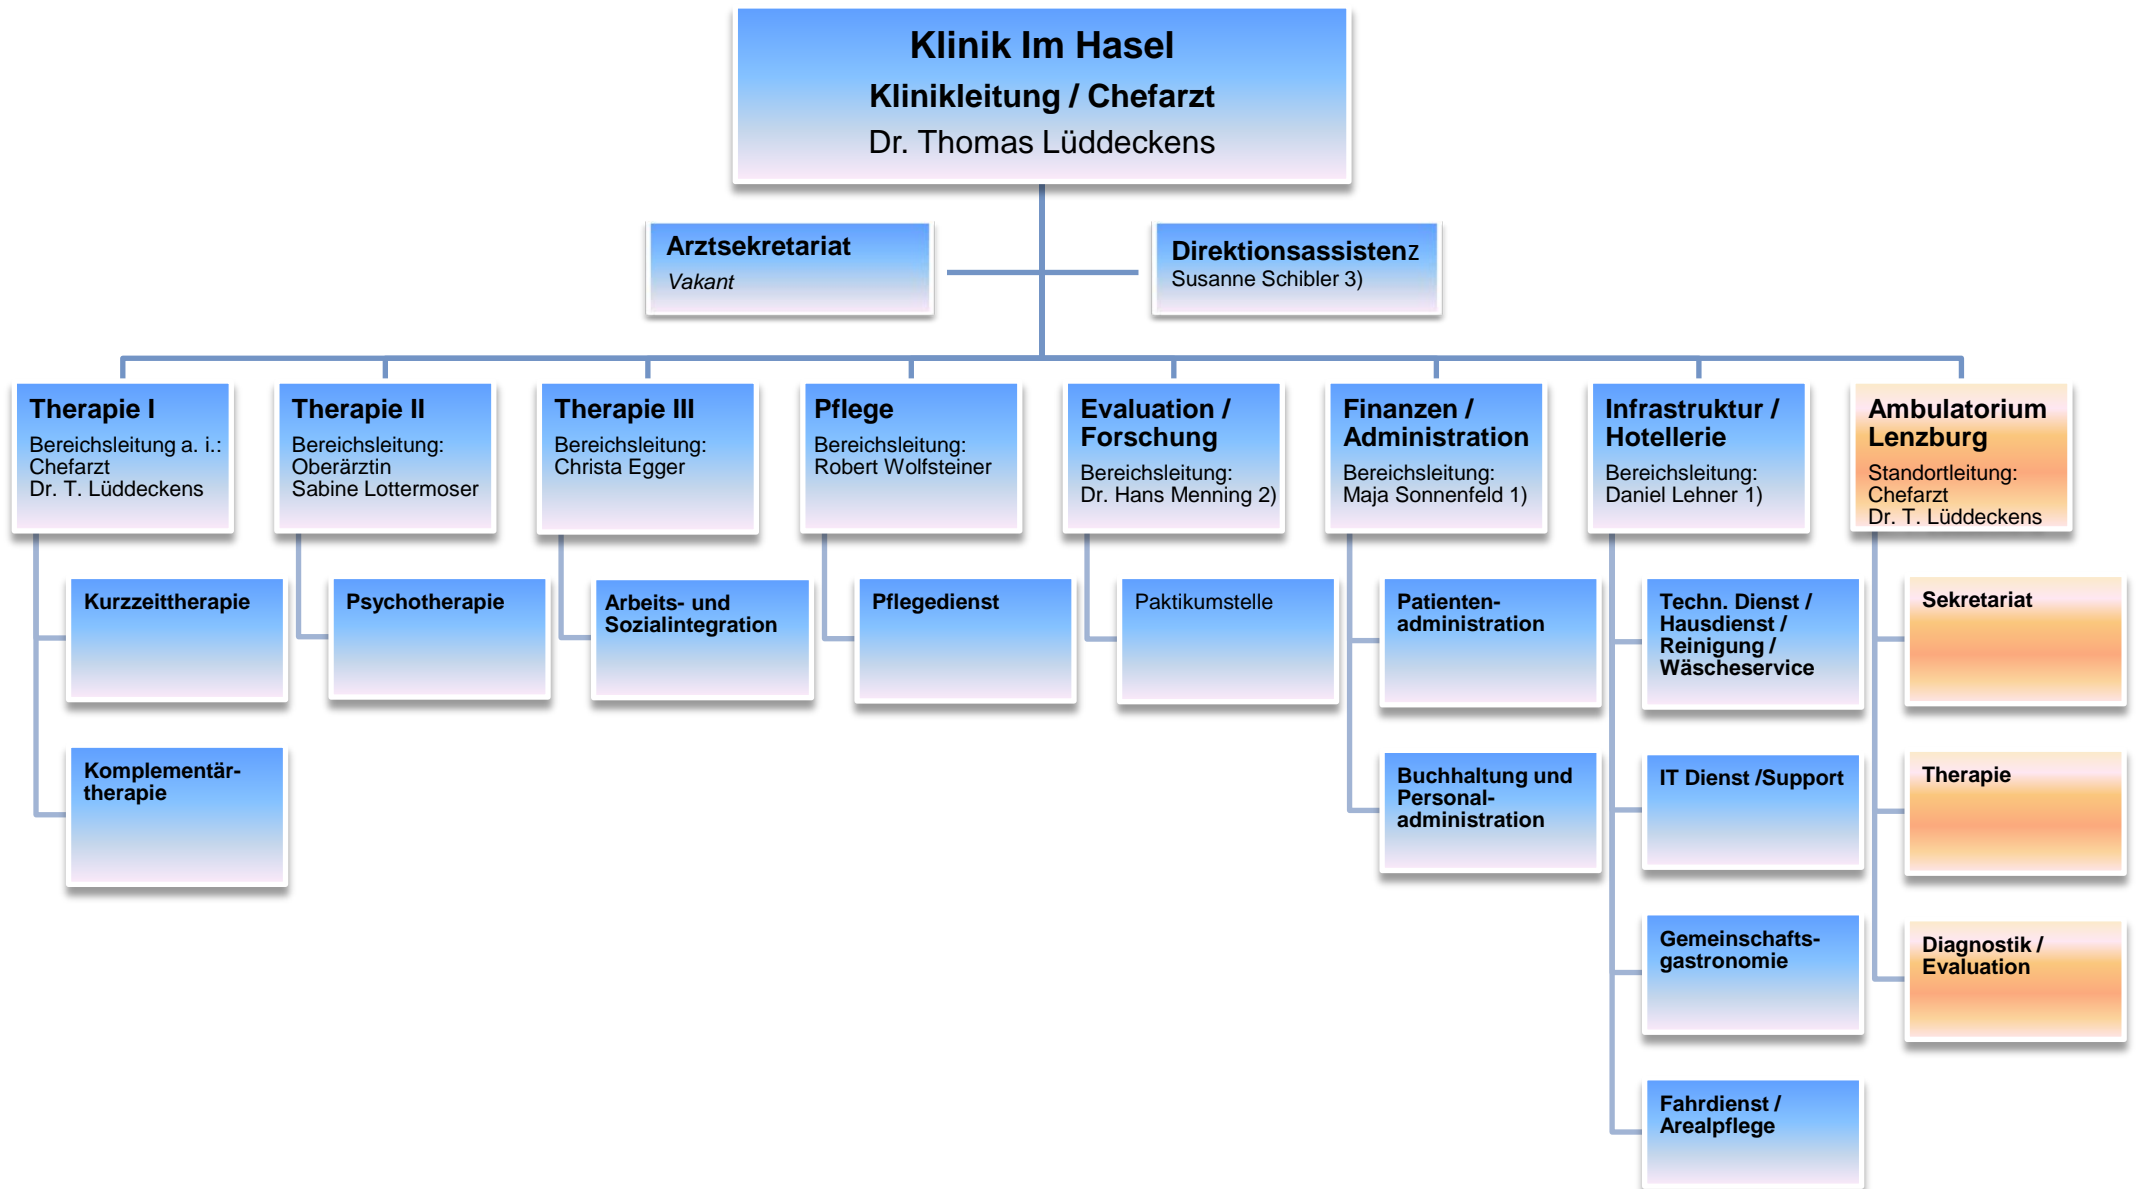 Klinik Im Hasel
Klinikleitung / Chefarzt
Dr. Thomas Lüddeckens
Arztsekretariat
Vakant
Direktionsassistenz
Susanne Schibler 3)
Therapie I
Bereichsleitung a. i.:
Chefarzt
Dr. T. Lüddeckens
Therapie II
Bereichsleitung:
Oberärztin
Sabine Lottermoser
Therapie III
Bereichsleitung:
Christa Egger
Pflege
Bereichsleitung:
Robert Wolfsteiner
Evaluation /
Forschung
Bereichsleitung:
Dr. Hans Menning 2)
Finanzen /
Administration
Bereichsleitung:
Maja Sonnenfeld 1)
Infrastruktur /
Hotellerie
Bereichsleitung:
Daniel Lehner 1)
Ambulatorium
Lenzburg
Standortleitung:
Chefarzt
Dr. T. Lüddeckens
Kurzzeittherapie
Psychotherapie
Arbeits- und
Sozialintegration
Pflegedienst
Paktikumstelle
Patienten-
administration
Techn. Dienst /
Hausdienst /
Reinigung /
Wäscheservice
Sekretariat
Komplementär-
therapie
Buchhaltung und
Personal-
administration
IT Dienst /Support
Therapie
Gemeinschafts-
gastronomie
Diagnostik /
Evaluation
Fahrdienst /
Arealpflege